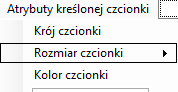 Atrybuty kreślonej czcionki
Krój czcionki
Rozmiar czcionki
Kolor czcionki